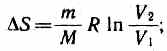 ΔS = m/M R ln V₂/V₁;